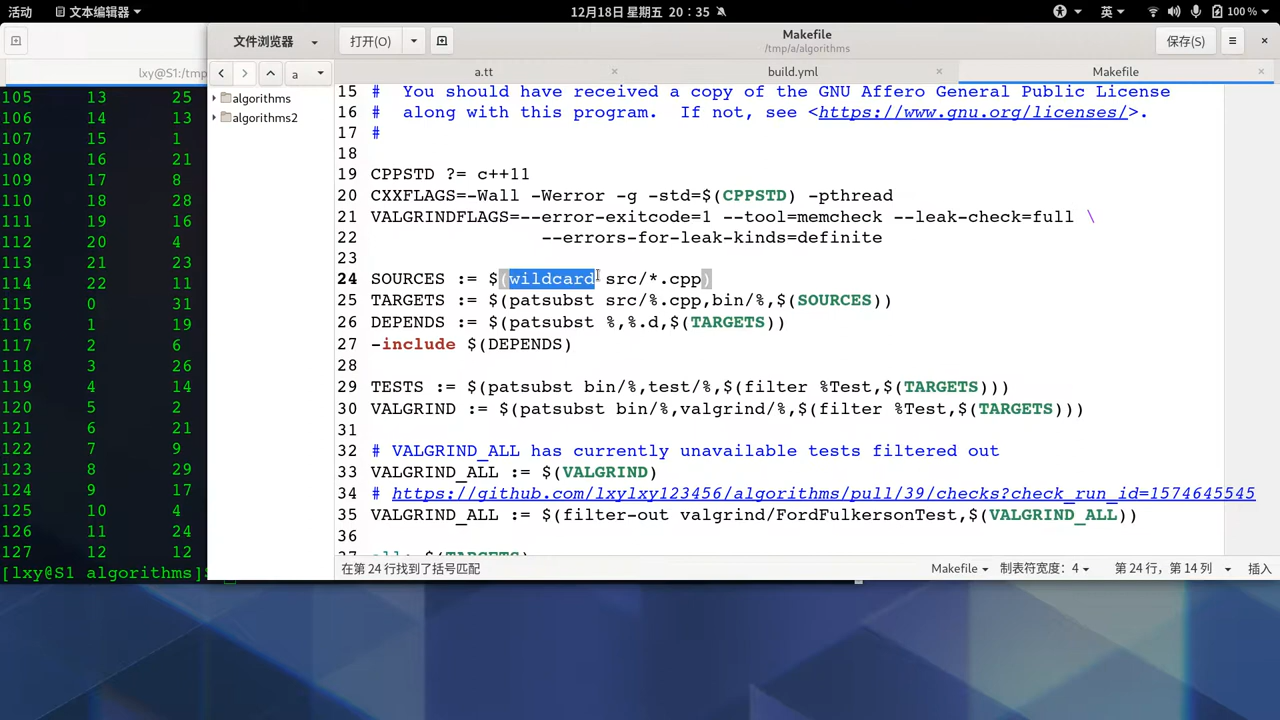 活动 文本编辑器 12月18日 星期五 20：35 英 100 %
文件浏览器 打开(O) Makefile
/tmp/a/algorithms 保存(S)
lxy@S1:/tmp a a.tt build.yml Makefile
105 13 25
106 14 13
107 15 1
108 16 21
109 17 8
110 18 28
111 19 16
112 20 4
113 21 23
114 22 11
115 0 31
116 1 19
117 2 6
118 3 26
119 4 14
120 5 2
121 6 21
122 7 9
123 8 29
124 9 17
125 10 4
126 11 24
127 12 12
[lxy@S1 algorithms]$
algorithms
algorithms2
15 # You should have received a copy of the GNU Affero General Public License
16 # along with this program. If not, see <https://www.gnu.org/licenses/>.
17 #
18
19 CPPSTD ?= c++11
20 CXXFLAGS=-Wall -Werror -g -std=$(CPPSTD) -pthread
21 VALGRINDFLAGS=--error-exitcode=1 --tool=memcheck --leak-check=full \
22 --errors-for-leak-kinds=definite
23
24 SOURCES := $(wildcard src/*.cpp)
25 TARGETS := $(patsubst src/%.cpp,bin/%,$(SOURCES))
26 DEPENDS := $(patsubst %,%.d,$(TARGETS))
27 -include $(DEPENDS)
28
29 TESTS := $(patsubst bin/%,test/%,$(filter %Test,$(TARGETS)))
30 VALGRIND := $(patsubst bin/%,valgrind/%,$(filter %Test,$(TARGETS)))
31
32 # VALGRIND_ALL has currently unavailable tests filtered out
33 VALGRIND_ALL := $(VALGRIND)
34 # https://github.com/lxylxy123456/algorithms/pull/39/checks?check_run_id=1574645545
35 VALGRIND_ALL := $(filter-out valgrind/FordFulkersonTest,$(VALGRIND_ALL))
36
37 all: $(TARGETS)
在第 24 行找到了括号匹配 Makefile 制表符宽度：4 第 24 行，第 14 列 插入